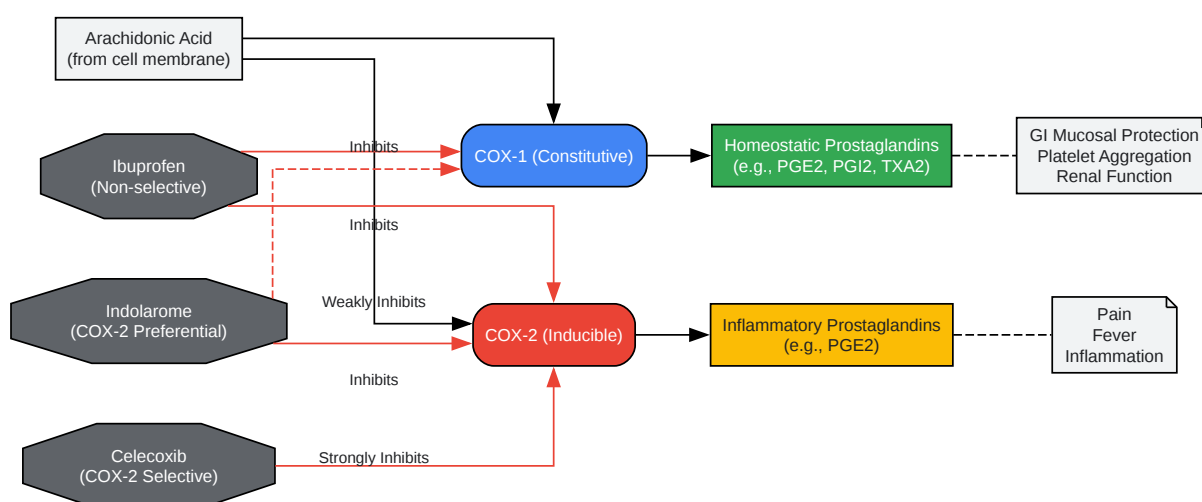 Arachidonic Acid
(from cell membrane)
Inhibits
COX-1 (Constitutive)
Homeostatic Prostaglandins
(e.g., PGE2, PGI2, TXA2)
GI Mucosal Protection
Platelet Aggregation
Renal Function
Ibuprofen
(Non-selective)
Inhibits
Indolarome
(COX-2 Preferential)
Weakly Inhibits
COX-2 (Inducible)
Inflammatory Prostaglandins
(e.g., PGE2)
Pain
Fever
Inflammation
Inhibits
Celecoxib
(COX-2 Selective)
Strongly Inhibits